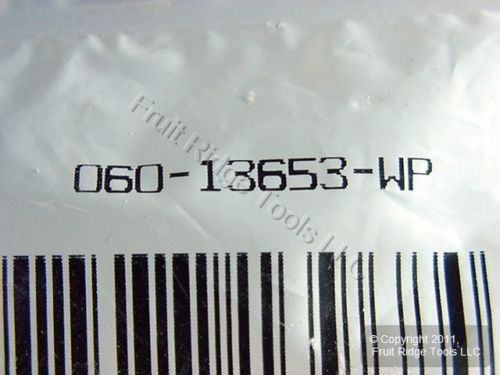 Fruit Ridge Tools LLC
060-13653-WP
© Copyright 2011,
Fruit Ridge Tools LLC